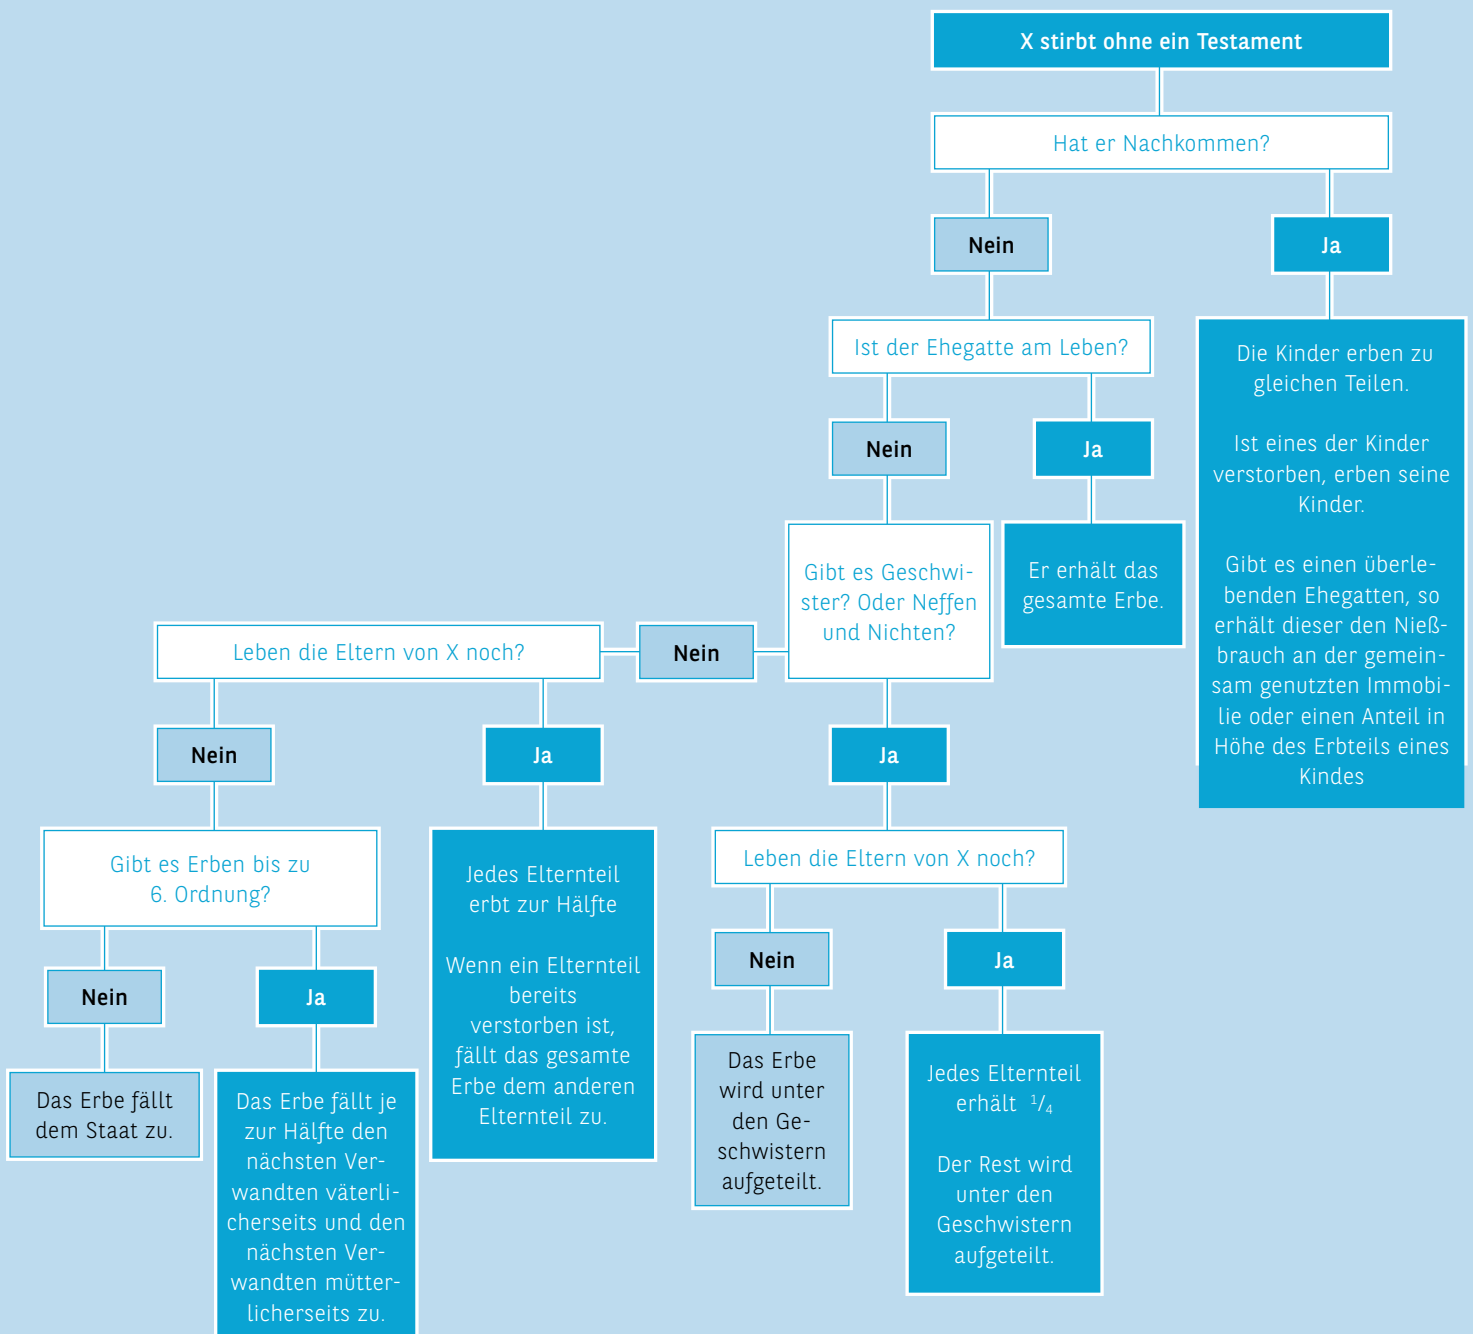 X stirbt ohne ein Testament
Hat er Nachkommen?
Nein
Ja
Ist der Ehegatte am Leben?
Die Kinder erben zu
gleichen Teilen.
Ist eines der Kinder
verstorben, erben seine
Kinder.
Gibt es einen überle-
benden Ehegatten, so
erhält dieser den Nieß-
brauch an der gemein-
sam genutzten Immobi-
lie oder einen Anteil in
Höhe des Erbteils eines
Kindes
Nein
Ja
Gibt es Geschwi-
ster? Oder Neffen
und Nichten?
Er erhält das
gesamte Erbe.
Nein
Leben die Eltern von X noch?
Nein
Ja
Ja
Gibt es Erben bis zu
6. Ordnung?
Jedes Elternteil
erbt zur Hälfte
Wenn ein Elternteil
bereits
verstorben ist,
fällt das gesamte
Erbe dem anderen
Elternteil zu.
Leben die Eltern von X noch?
Nein
Ja
Nein
Ja
Das Erbe fällt
dem Staat zu.
Das Erbe fällt je
zur Hälfte den
nächsten Ver-
wandten väterli-
cherseits und den
nächsten Ver-
wandten mütter-
licherseits zu.
Das Erbe
wird unter
den Ge-
schwistern
aufgeteilt.
Jedes Elternteil
erhält 1/4
Der Rest wird
unter den
Geschwistern
aufgeteilt.